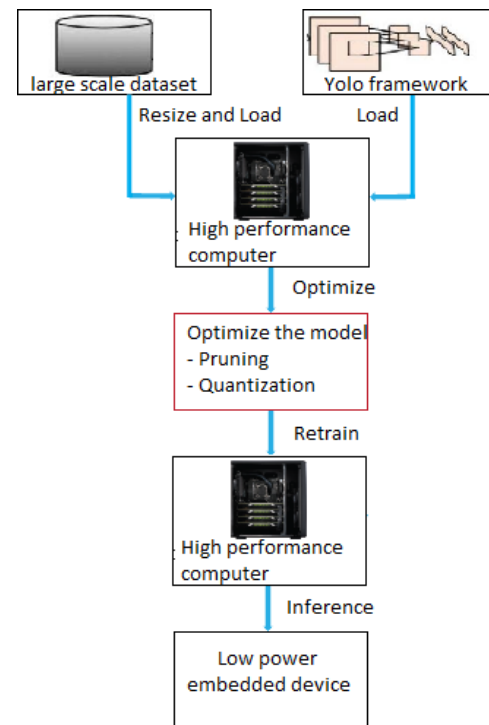 large scale dataset
Yolo framework
Resize and Load
Load
: High performance
computer
Optimize
Optimize the model
- Pruning
- Quantization
Retrain
: High performance
computer
Inference
Low power
embedded device